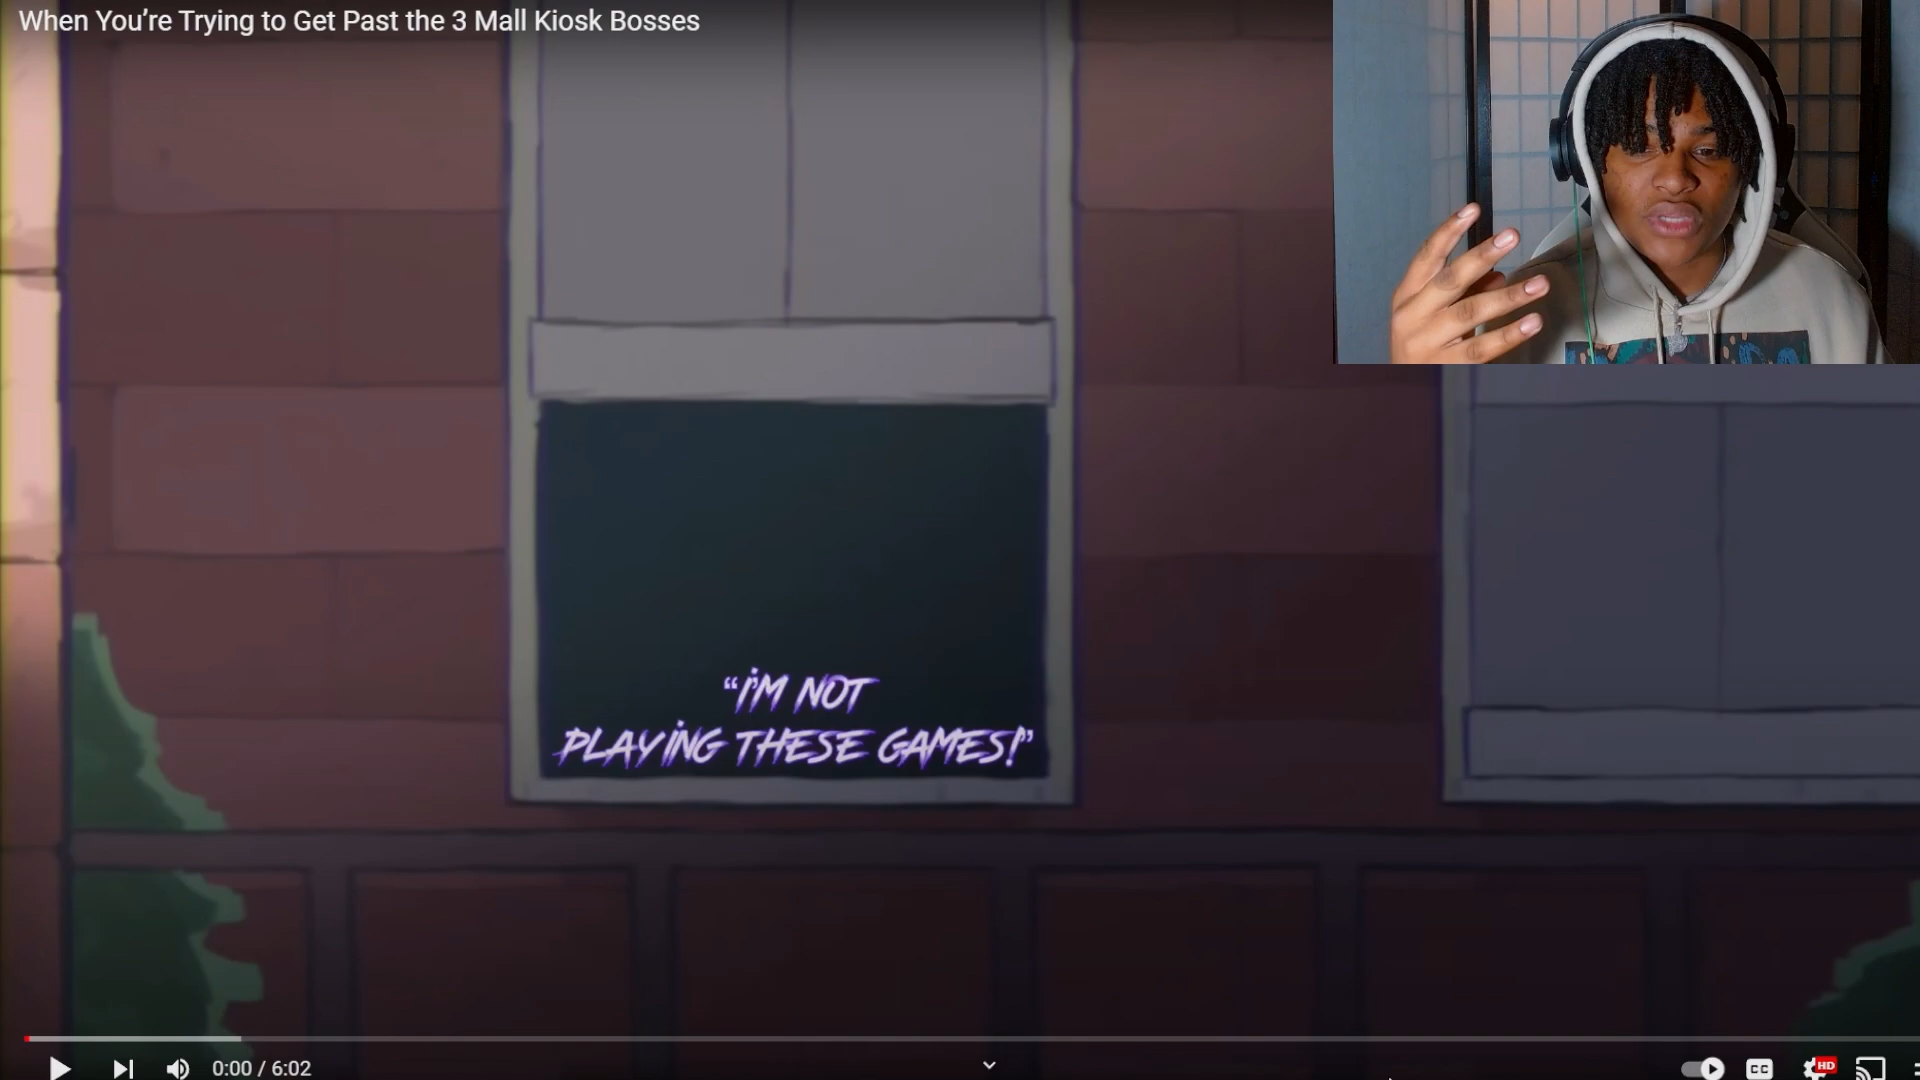 When You’re Trying to Get Past the 3 Mall Kiosk Bosses
“I'M NOT
PLAYING THESE GAMES!”
0:00 / 6:02
CC
HD